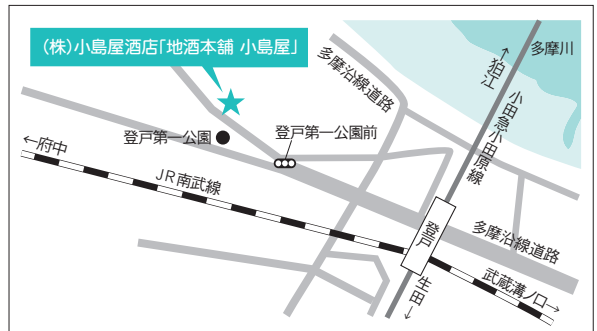 (株)小島屋酒店「地酒本舗 小島屋」
多摩川
←狛江
多摩沿線道路
小田急小田原線
登戸第一公園
登戸第一公園前
←府中
JR南武線
登戸
多摩沿線道路
生田→
武蔵溝ノ口→